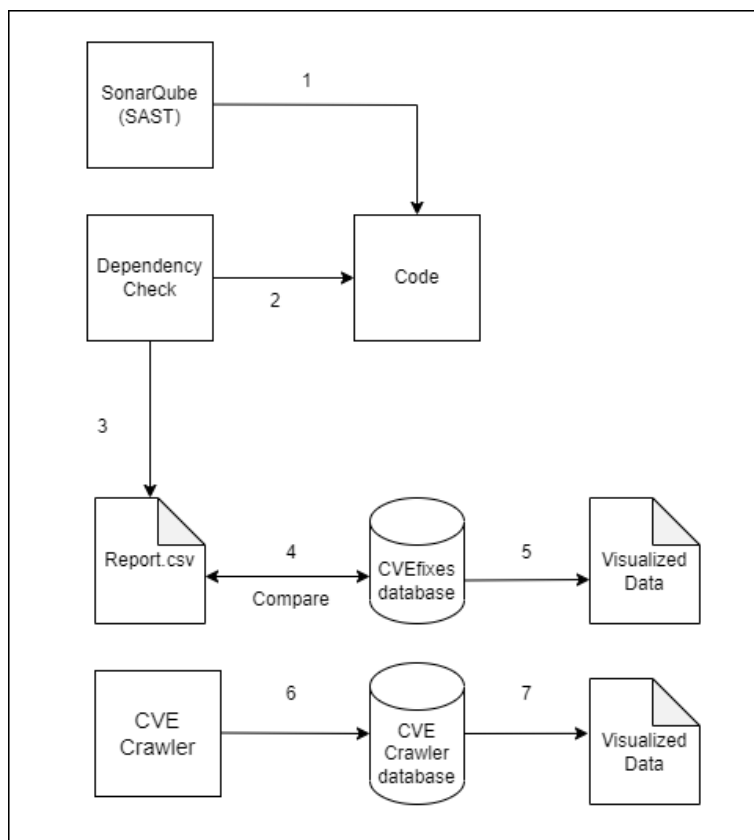 1
SonarQube
(SAST)
Dependency
Check
2
Code
3
Report.csv
4
Compare
CVEfixes
database
5
Visualized
Data
CVE
Crawler
6
CVE
Crawler
database
7
Visualized
Data